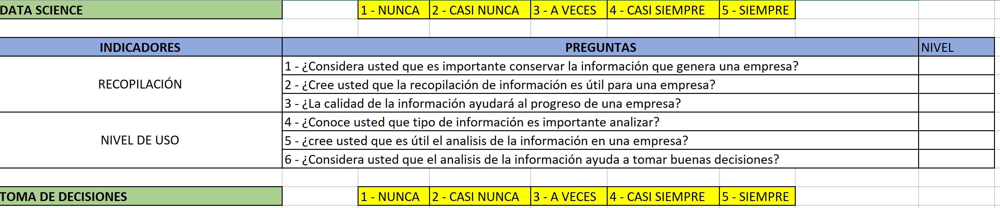 DATA SCIENCE 1 - NUNCA 2 - CASI NUNCA 3 - A VECES 4 - CASI SIEMPRE 5 - SIEMPRE
INDICADORES PREGUNTAS NIVEL
RECOPILACIÓN
1 - ¿Considera usted que es importante conservar la información que genera una empresa?
2 - ¿Cree usted que la recopilación de información es útil para una empresa?
3 - ¿La calidad de la información ayudará al progreso de una empresa?
NIVEL DE USO
4 - ¿Conoce usted que tipo de información es importante analizar?
5 - ¿cree usted que es útil el analisis de la información en una empresa?
6 - ¿Considera usted que el analisis de la información ayuda a tomar buenas decisiones?
TOMA DE DECISIONES 1 - NUNCA 2 - CASI NUNCA 3 - A VECES 4 - CASI SIEMPRE 5 - SIEMPRE